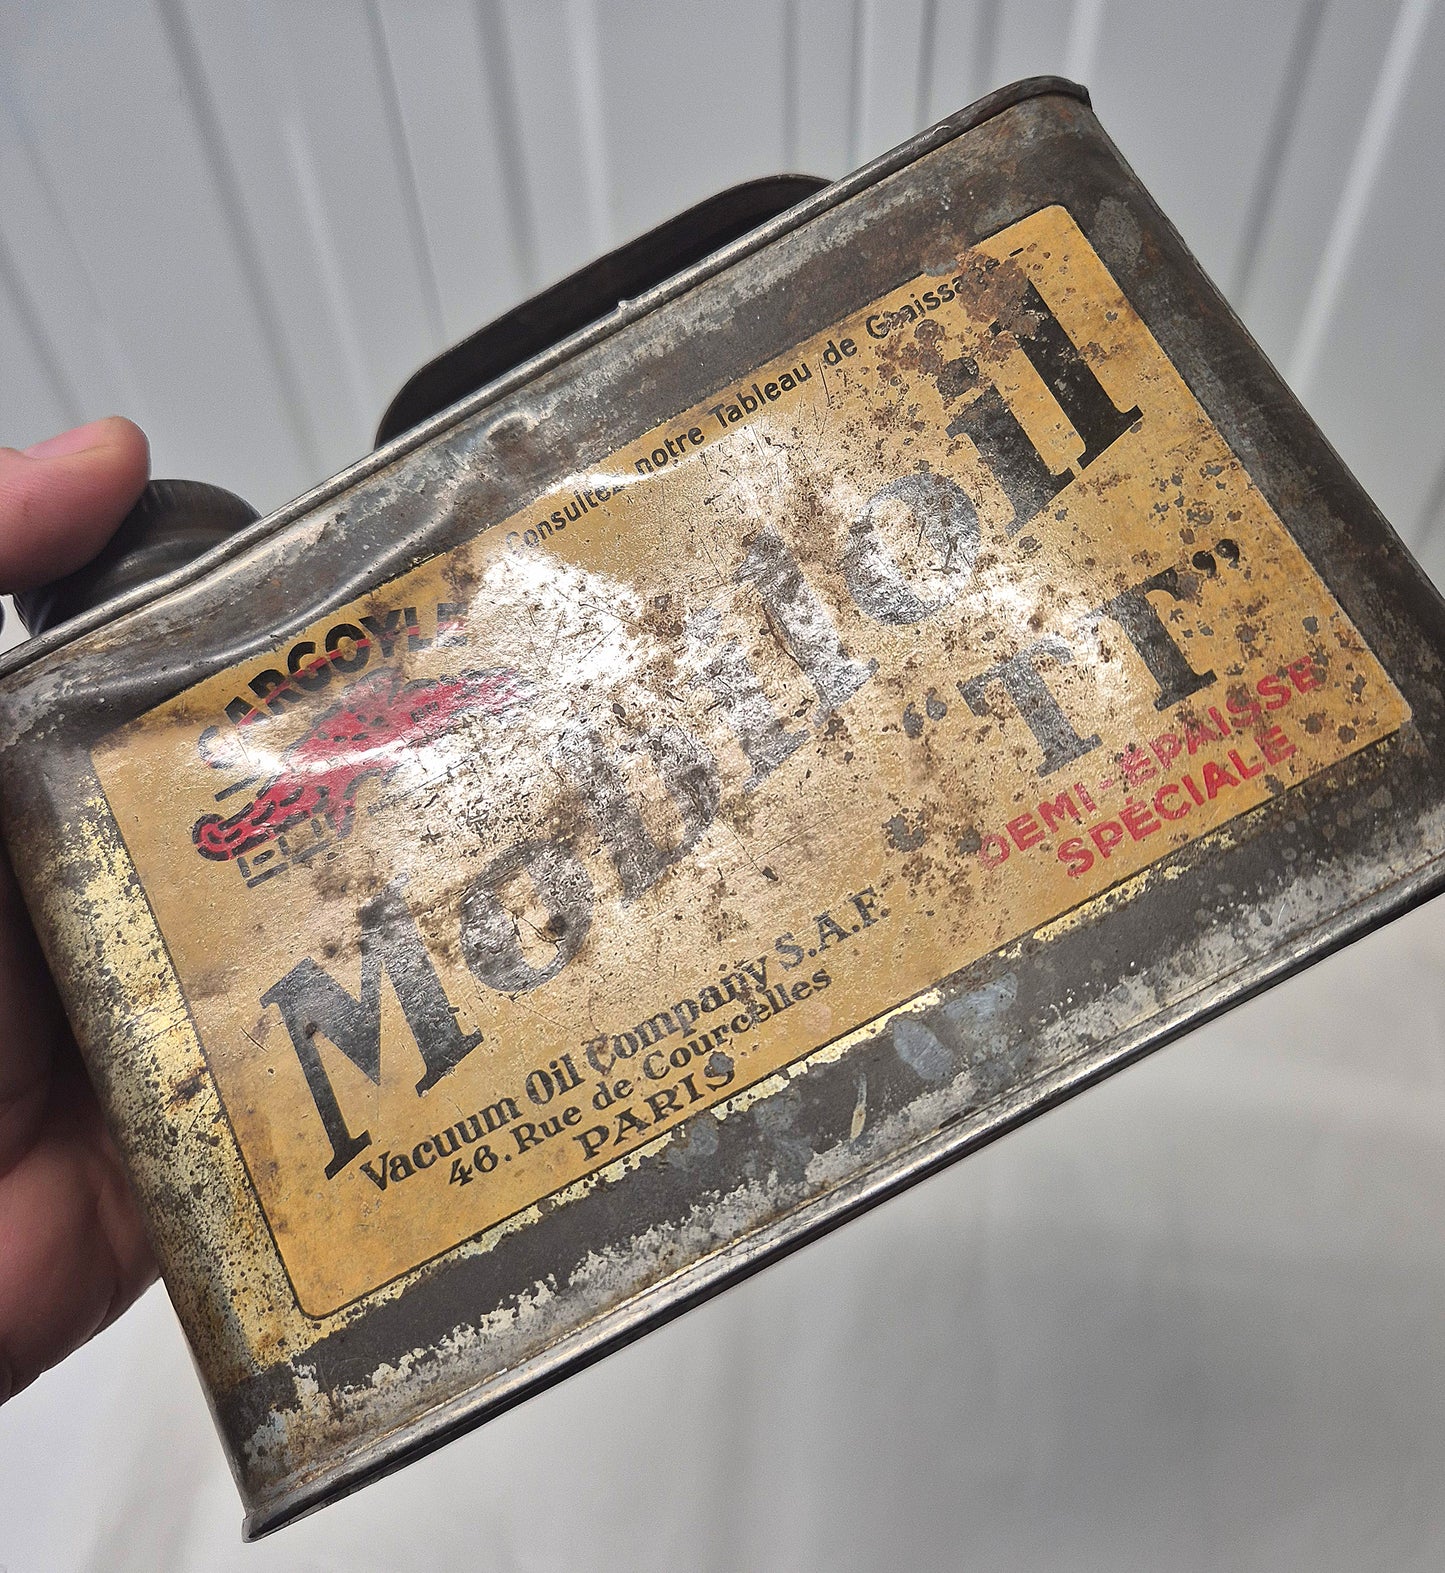 Consultez notre Tableau de Graissage -
GARGOYLE
Mobiloil
"TT"
DEMI-ÉPAISSE
SPÉCIALE
Vacuum Oil Company S.A.F.
46. Rue de Courcelles
PARIS